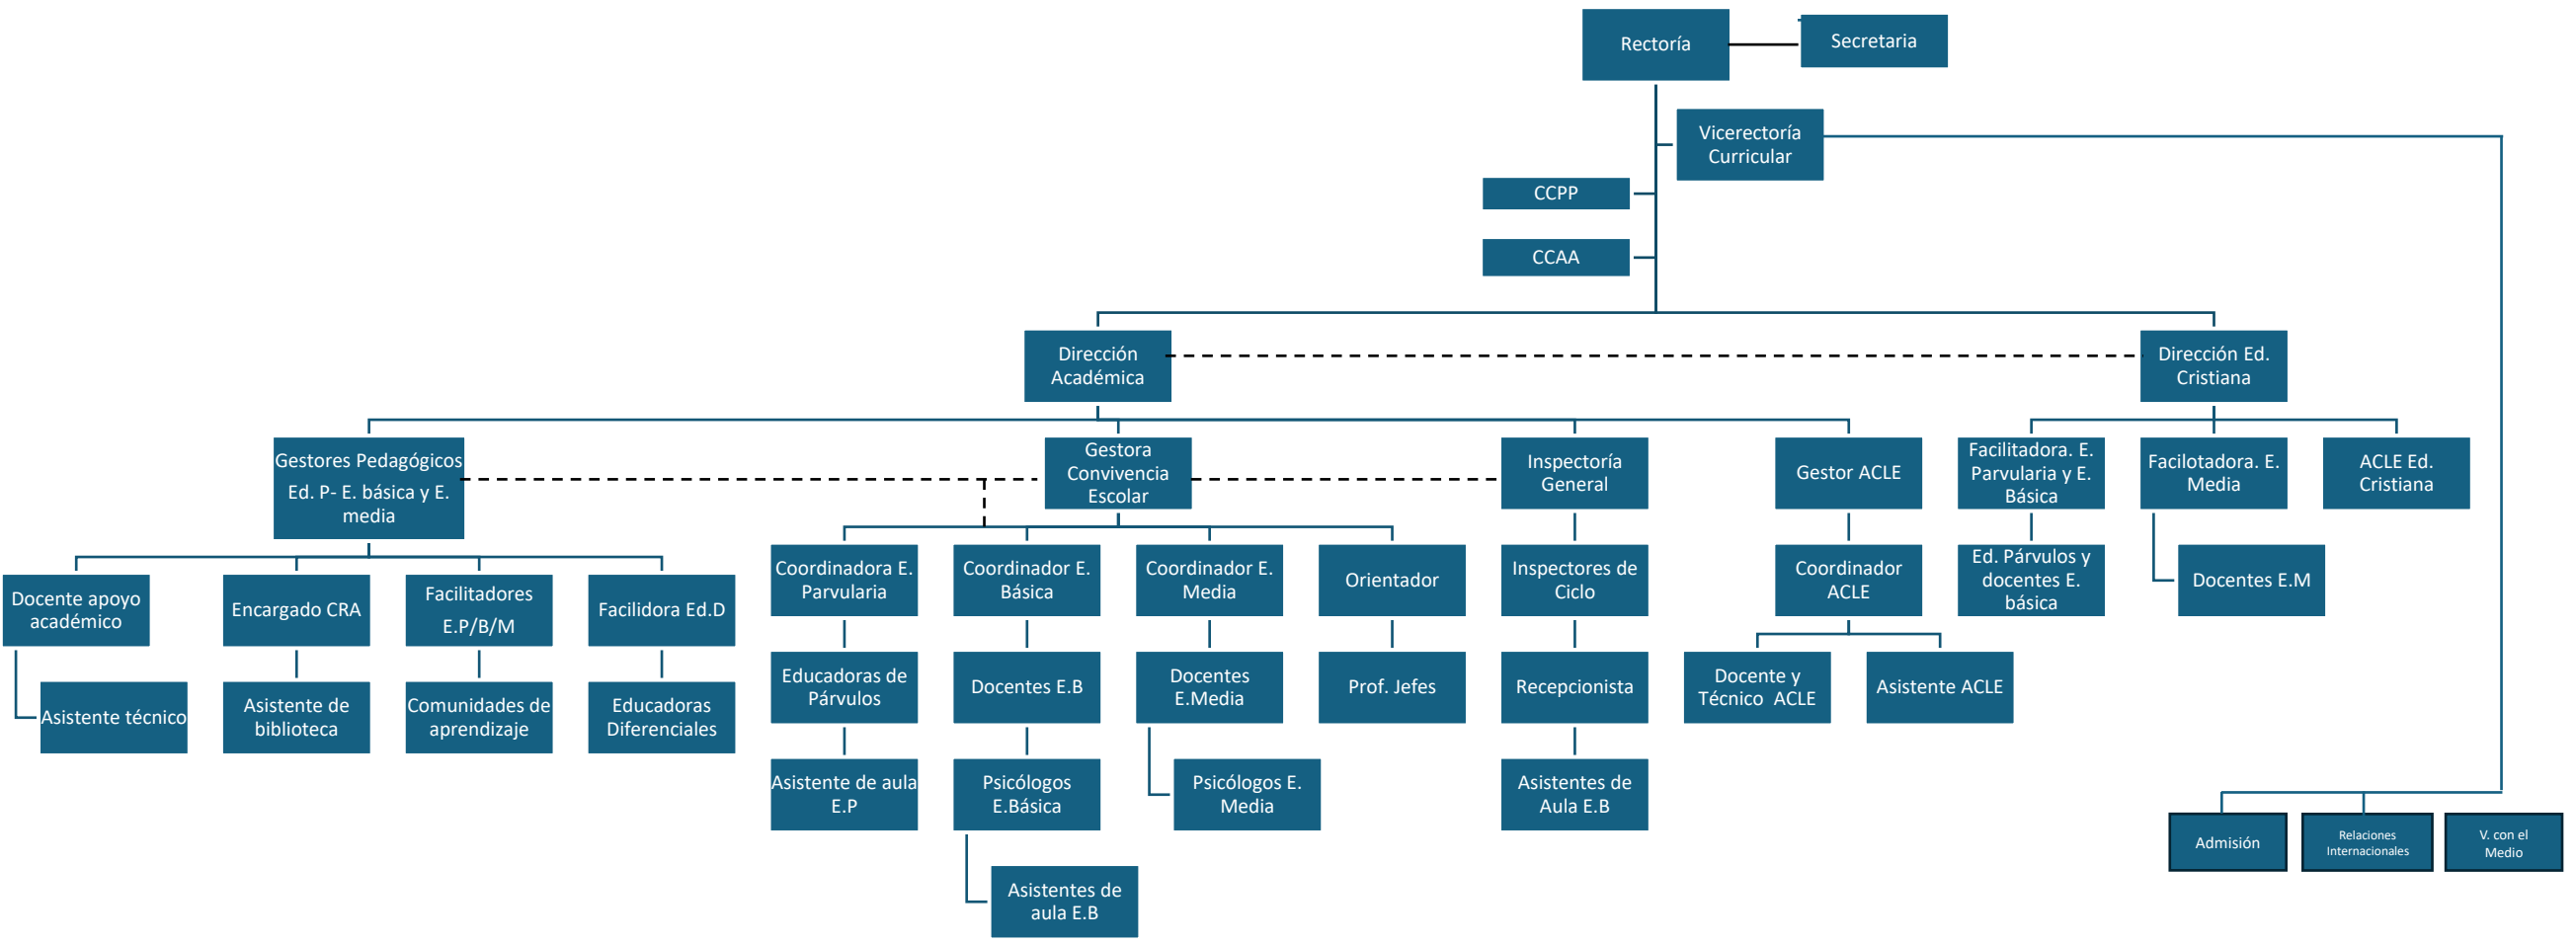 Rectoría
Secretaria
Vicerectoría
Curricular
CCPP
CCAA
Dirección
Académica
Dirección Ed.
Cristiana
Gestores Pedagógicos
Ed. P- E. básica y E.
media
Gestora
Convivencia
Escolar
Inspectoría
General
Gestor ACLE
Facilitadora. E.
Parvularia y E.
Básica
Facilotadora. E.
Media
ACLE Ed.
Cristiana
Docente apoyo
académico
Encargado CRA
Facilitadores
E.P/B/M
Facilidora Ed.D
Coordinadora E.
Parvularia
Coordinador E.
Básica
Coordinador E.
Media
Orientador
Inspectores de
Ciclo
Coordinador
ACLE
Ed. Párvulos y
docentes E.
básica
Docentes E.M
Asistente técnico
Asistente de
biblioteca
Comunidades de
aprendizaje
Educadoras
Diferenciales
Educadoras de
Párvulos
Docentes E.B
Docentes
E.Media
Prof. Jefes
Recepcionista
Docente y
Técnico ACLE
Asistente ACLE
Asistente de aula
E.P
Psicólogos
E.Básica
Psicólogos E.
Media
Asistentes de
Aula E.B
Asistentes de
aula E.B
Admisión
Relaciones
Internacionales
V. con el
Medio